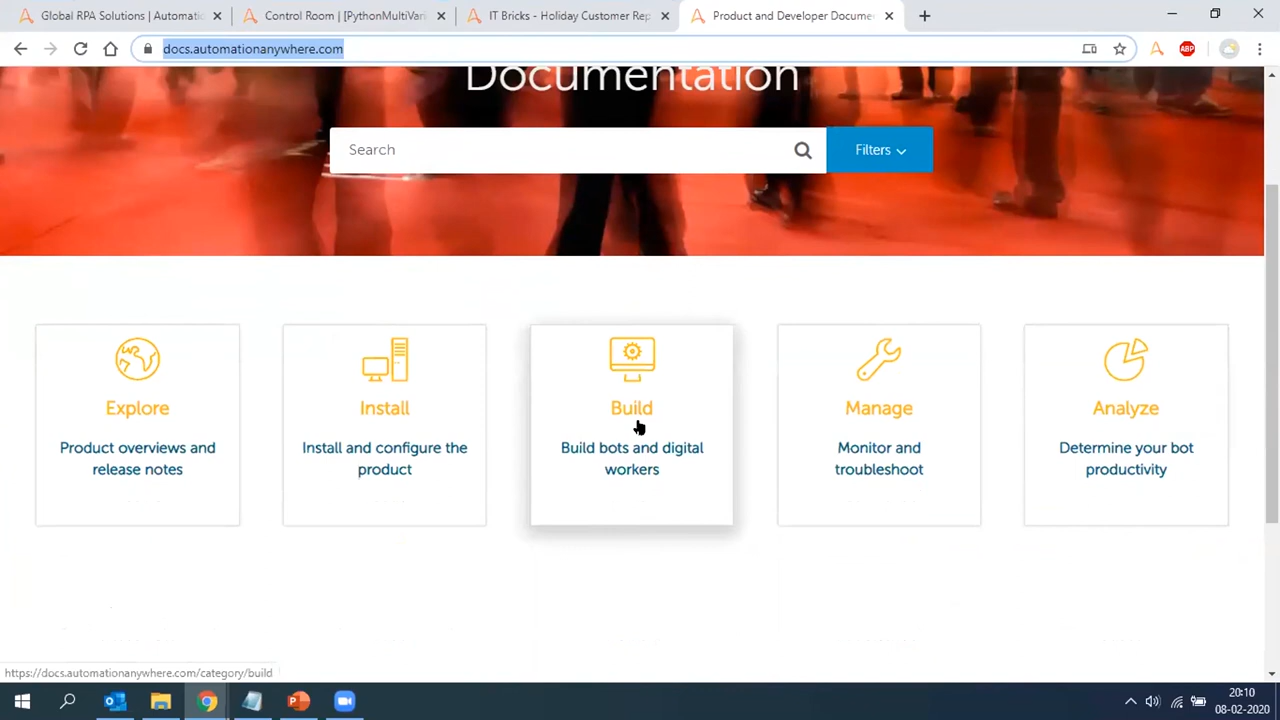 Global RPA Solutions | Automatic
Control Room | [PythonMultiVari
IT Bricks - Holiday Customer Rep
Product and Developer Docume
docs.automationanywhere.com
ABP
Documentation
Search
Filters
Explore
Product overviews and
release notes
Install
Install and configure the
product
Build
Build bots and digital
workers
Manage
Monitor and
troubleshoot
Analyze
Determine your bot
productivity
https://docs.automationanywhere.com/category/build
20:10
08-02-2020